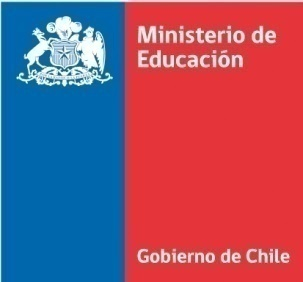 Ministerio de
Educación
Gobierno de Chile